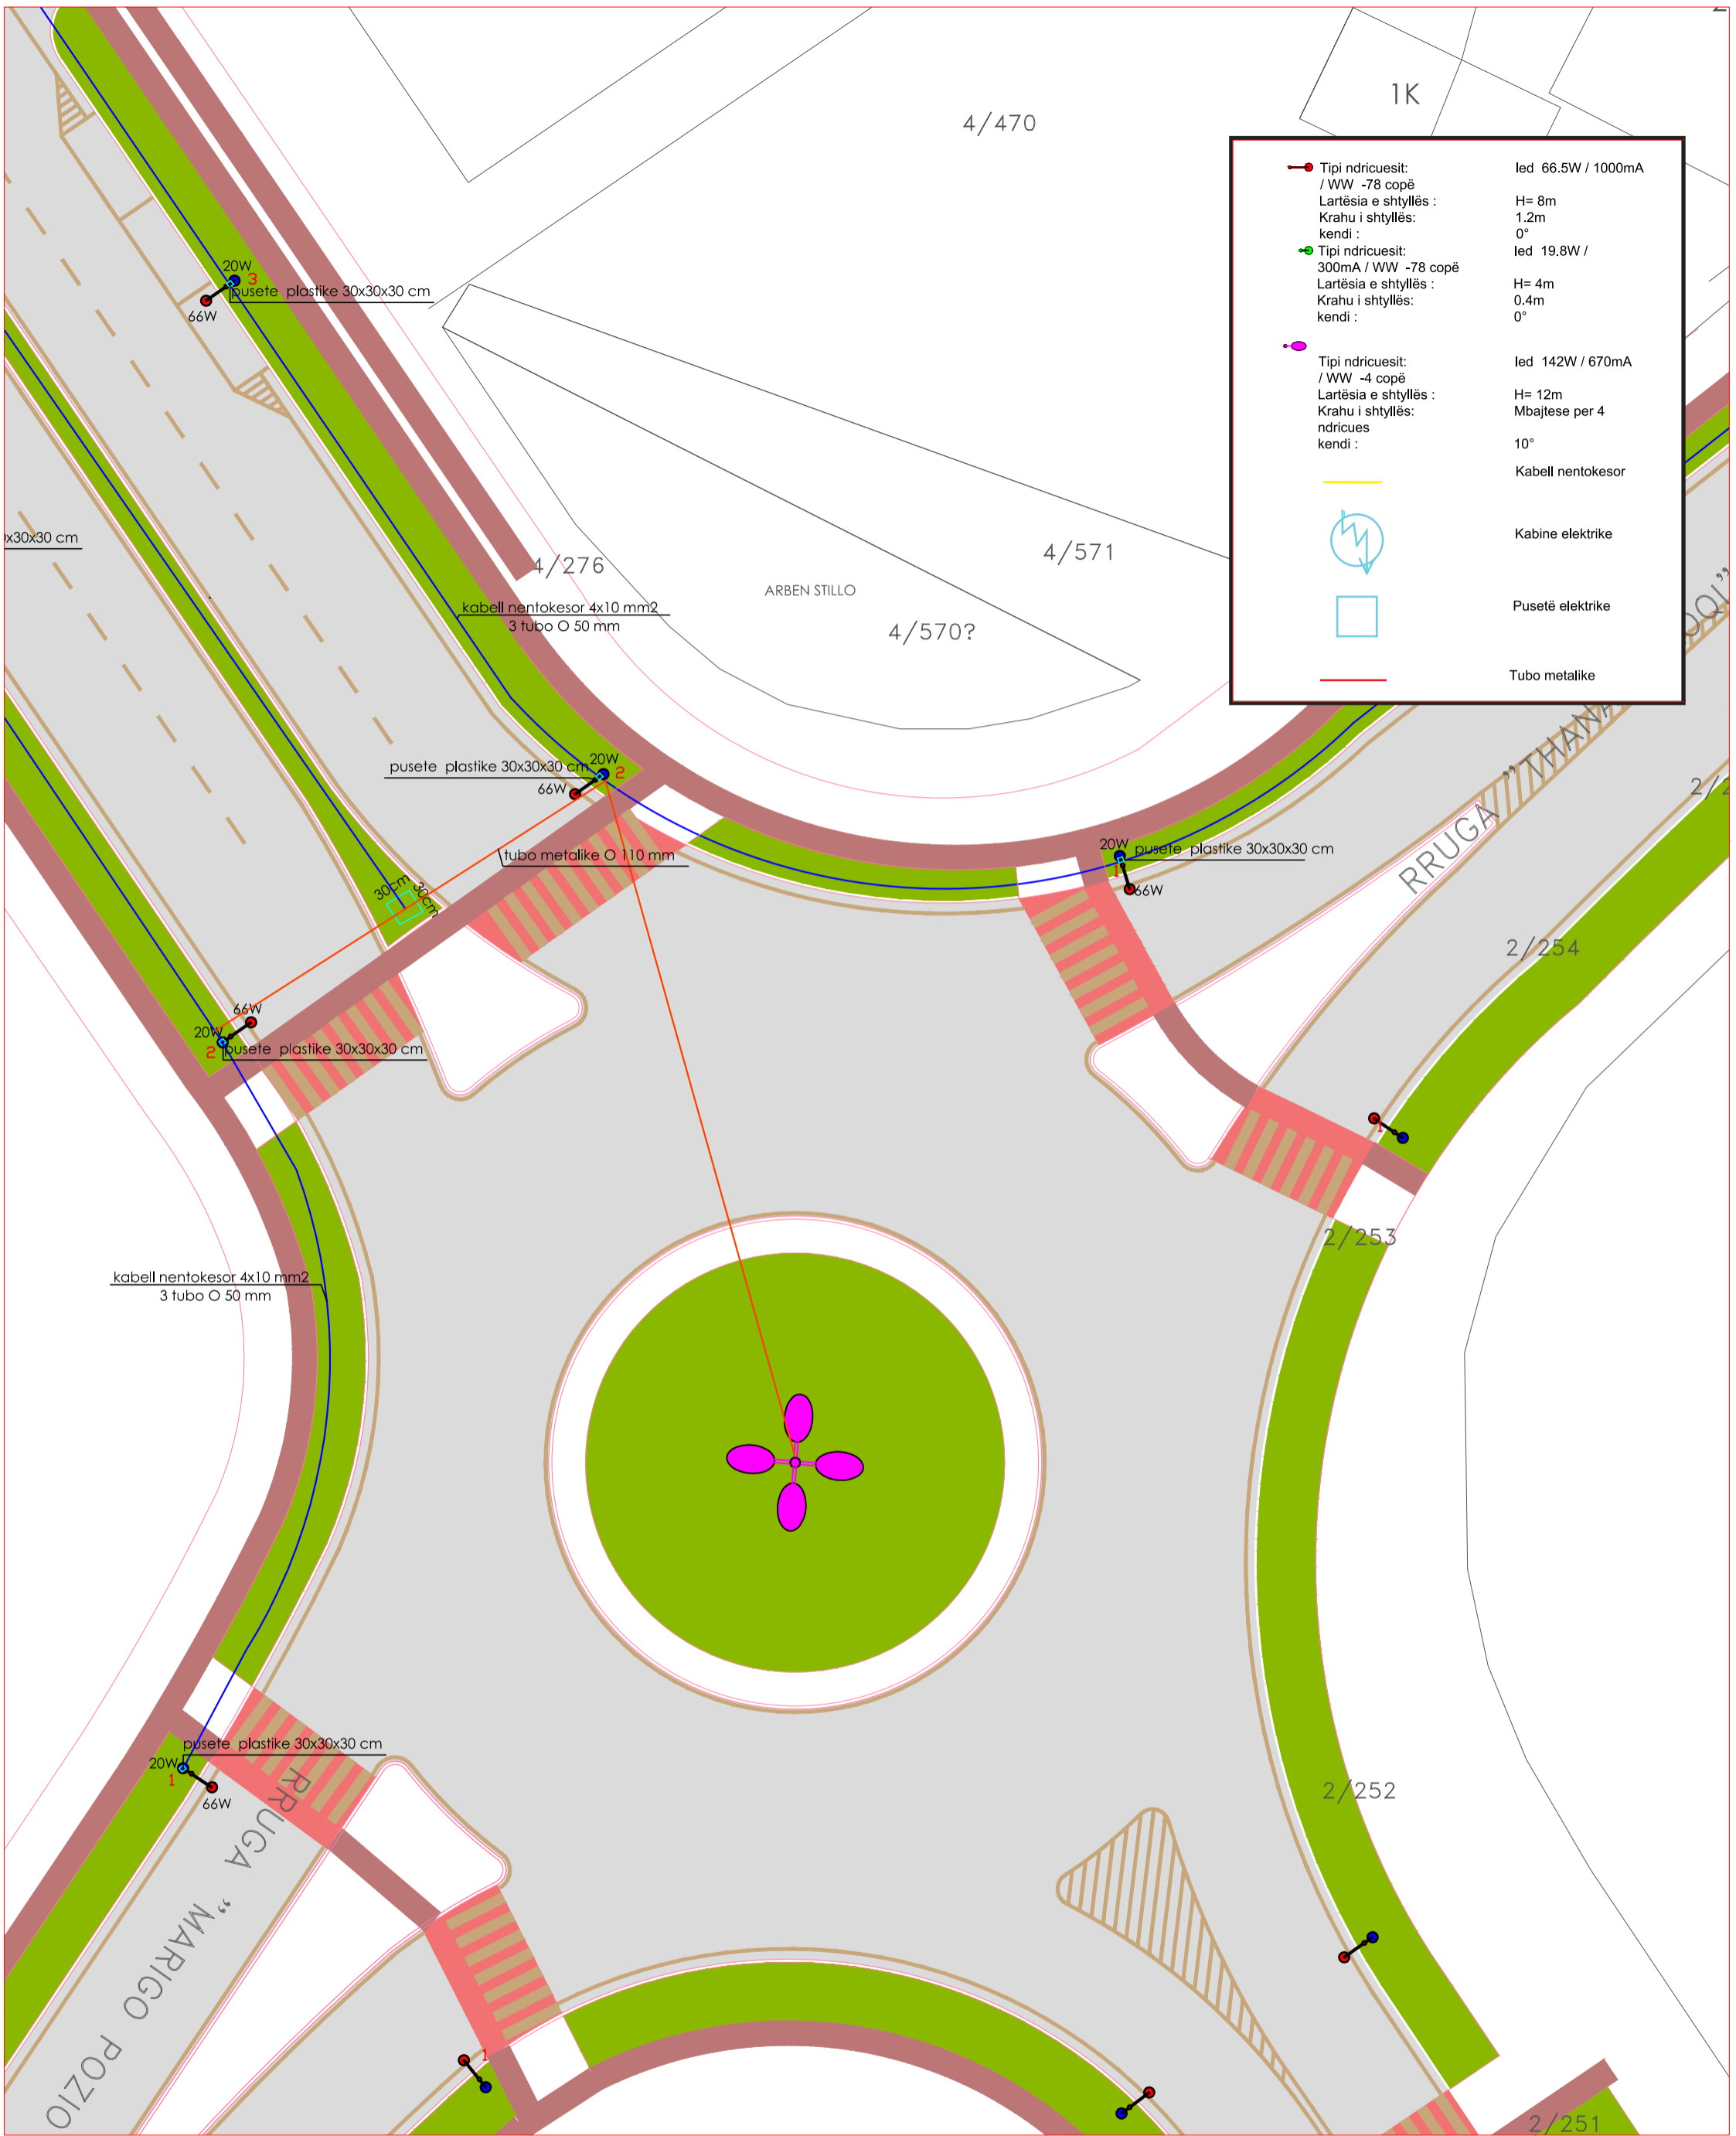 4/470
1K
Tipi ndricuesit: led 66.5W / 1000mA
/ WW -78 copë
Lartësia e shtyllës : H= 8m
Krahu i shtyllës: 1.2m
kendi : 0°
Tipi ndricuesit: led 19.8W /
300mA / WW -78 copë
Lartësia e shtyllës : H= 4m
Krahu i shtyllës: 0.4m
kendi : 0°
Tipi ndricuesit: led 142W / 670mA
/ WW -4 copë
Lartësia e shtyllës : H= 12m
Krahu i shtyllës: Mbajtese per 4
ndricues
kendi : 10°
Kabell nentokesor
Kabine elektrike
Pusetë elektrike
Tubo metalike
20W
3
pusete plastike 30x30x30 cm
66W
x30x30 cm
4/276
4/571
ARBEN STILLO
kabell nentokesor 4x10 mm2
3 tubo O 50 mm
4/570?
20W
pusete plastike 30x30x30 cm
2
66W
tubo metalike O 110 mm
20W
pusete plastike 30x30x30 cm
1
66W
RRUGA "THANA
OQI"
2/2
30cm
30cm
2/254
66W
20W
2
pusete plastike 30x30x30 cm
1
2/253
kabell nentokesor 4x10 mm2
3 tubo O 50 mm
pusete plastike 30x30x30 cm
20W
1
66W
RRUGA "MARIGO POZIO
2/252
1
2/251